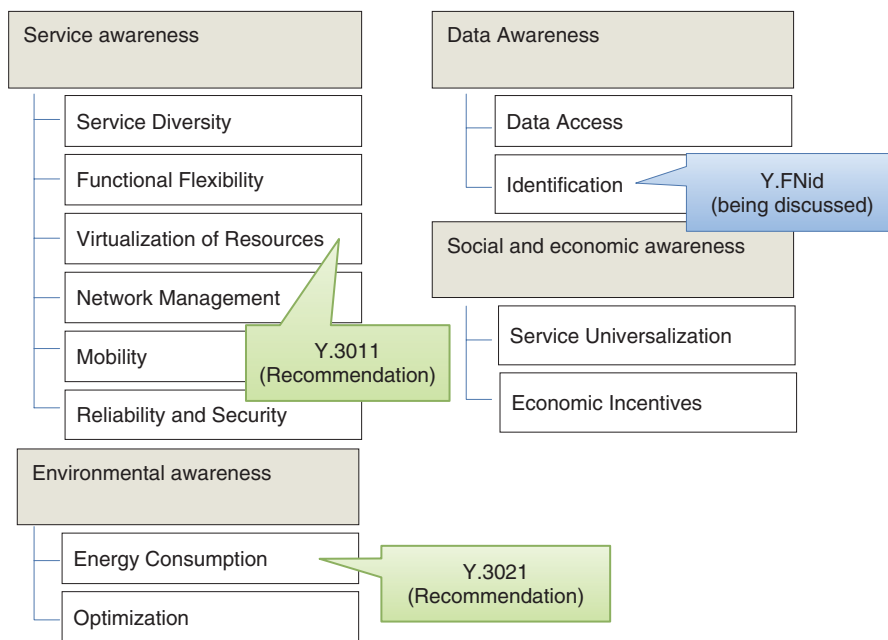 Service awareness
Service Diversity
Functional Flexibility
Virtualization of Resources
Network Management
Mobility
Reliability and Security
Y.3011
(Recommendation)
Environmental awareness
Energy Consumption
Optimization
Y.3021
(Recommendation)
Data Awareness
Data Access
Identification
Y.FNid
(being discussed)
Social and economic awareness
Service Universalization
Economic Incentives